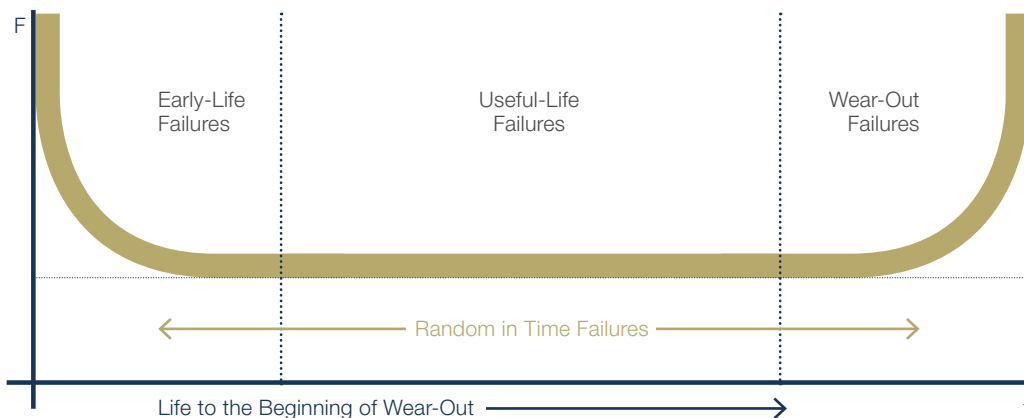 F
Early-Life
Failures
Useful-Life
Failures
Wear-Out
Failures
Random in Time Failures
Life to the Beginning of Wear-Out